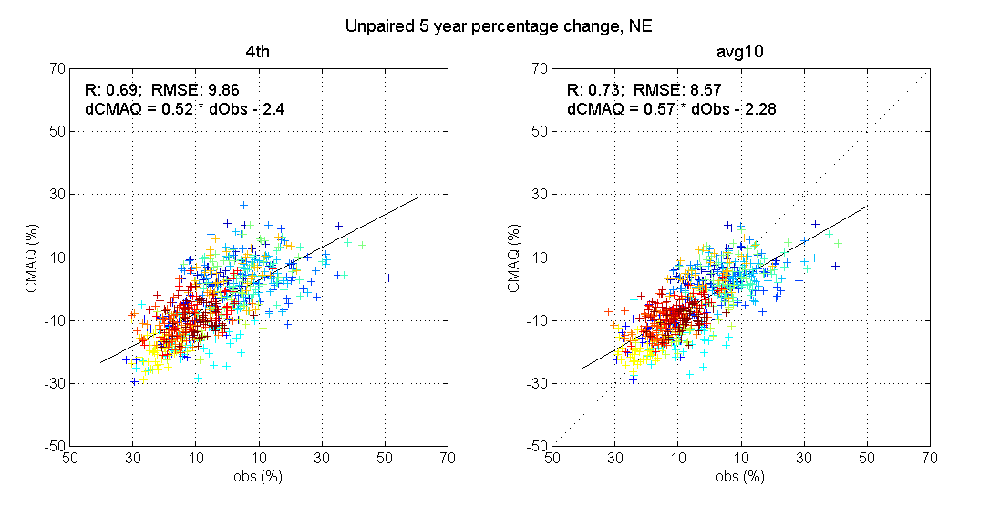 Unpaired 5 year percentage change, NE
4th
R: 0.69;  RMSE: 9.86
dCMAQ = 0.52 * dObs - 2.4
70
50
30
10
-10
-30
-50
CMAQ (%)
-50 -30 -10 10 30 50 70
obs (%)
avg10
R: 0.73;  RMSE: 8.57
dCMAQ = 0.57 * dObs - 2.28
70
50
30
10
-10
-30
-50
CMAQ (%)
-50 -30 -10 10 30 50 70
obs (%)